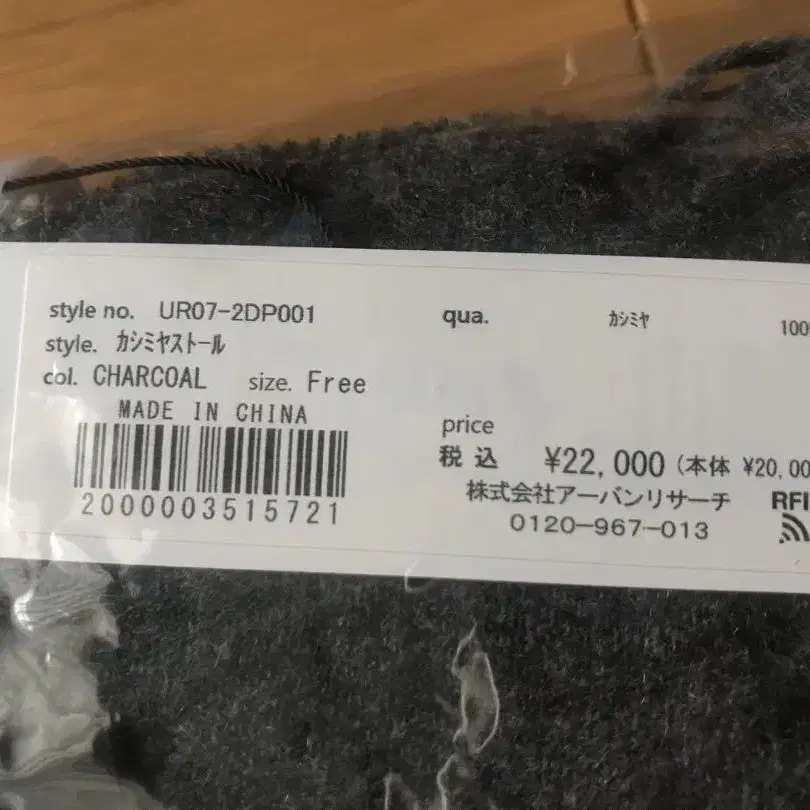 style no. UR07-2DP001
style. カシミヤストール
col. CHARCOAL size. Free
MADE IN CHINA
2000003515721
qua. カシミヤ 100
price
税込 ¥22,000 (本体 ¥20,00
株式会社アーバンリサーチ
0120-967-013
RFI